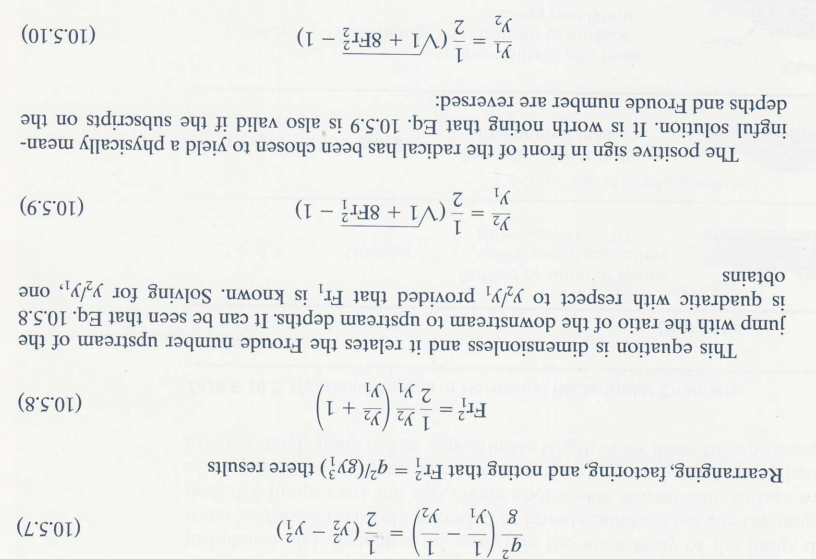 q²/g (1/y₁ − 1/y₂) = 1/2 (y₂² − y₁²) (10.5.7)
Rearranging, factoring, and noting that Fr₁² = q²/(gy₁³) there results
Fr₁² = 1/2 y₂/y₁ (y₂/y₁ + 1) (10.5.8)
This equation is dimensionless and it relates the Froude number upstream of the
jump with the ratio of the downstream to upstream depths. It can be seen that Eq. 10.5.8
is quadratic with respect to y₂/y₁ provided that Fr₁ is known. Solving for y₂/y₁, one
obtains
y₂/y₁ = 1/2 (√(1 + 8Fr₁²) − 1) (10.5.9)
The positive sign in front of the radical has been chosen to yield a physically mean-
ingful solution. It is worth noting that Eq. 10.5.9 is also valid if the subscripts on the
depths and Froude number are reversed:
y₁/y₂ = 1/2 (√(1 + 8Fr₂²) − 1) (10.5.10)